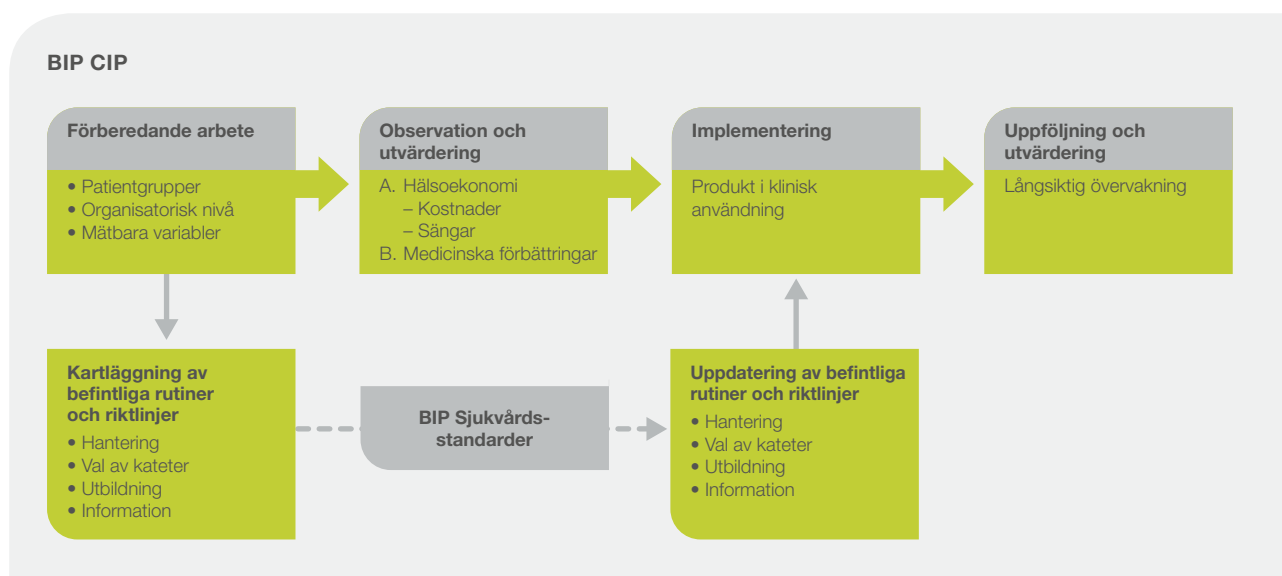 BIP CIP
Förberedande arbete
• Patientgrupper
• Organisatorisk nivå
• Mätbara variabler
Observation och
utvärdering
A. Hälsoekonomi
– Kostnader
– Sängar
B. Medicinska förbättringar
Implementering
Produkt i klinisk
användning
Uppföljning och
utvärdering
Långsiktig övervakning
Kartläggning av
befintliga rutiner
och riktlinjer
• Hantering
• Val av kateter
• Utbildning
• Information
BIP Sjukvårds-
standarder
Uppdatering av befintliga
rutiner och riktlinjer
• Hantering
• Val av kateter
• Utbildning
• Information